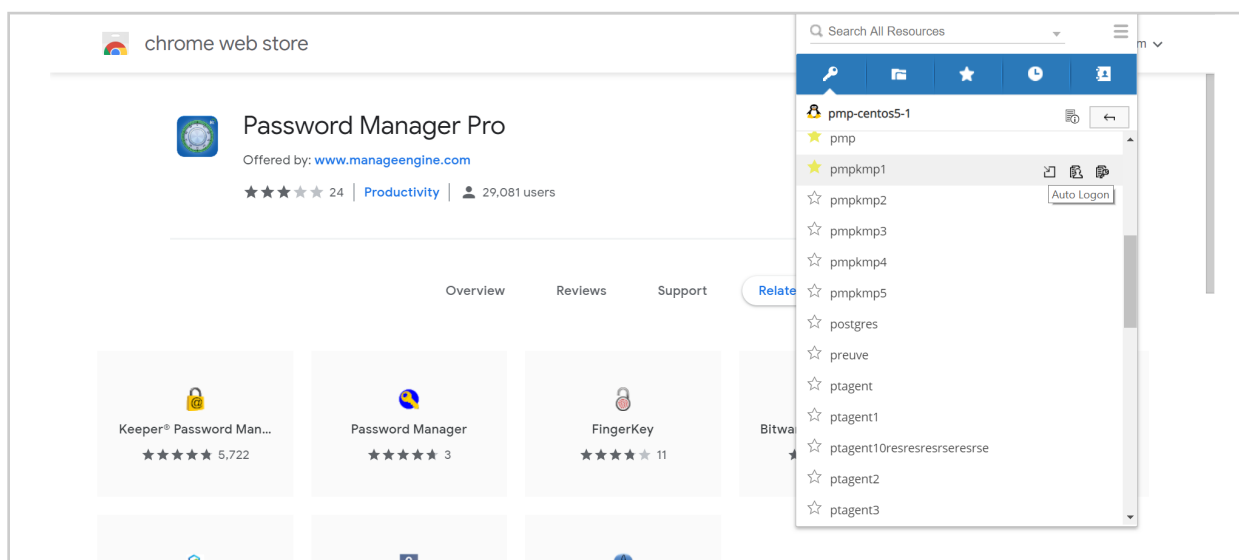 chrome web store
Password Manager Pro
Offered by: www.manageengine.com
24 | Productivity | 29,081 users
Overview
Reviews
Support
Relate
Keeper® Password Man...
5,722
Password Manager
3
FingerKey
11
Bitwa
m
Search All Resources
pmp-centos5-1
pmp
pmpkmp1
Auto Logon
pmpkmp2
pmpkmp3
pmpkmp4
pmpkmp5
postgres
preuve
ptagent
ptagent1
ptagent10resresresrseresrse
ptagent2
ptagent3